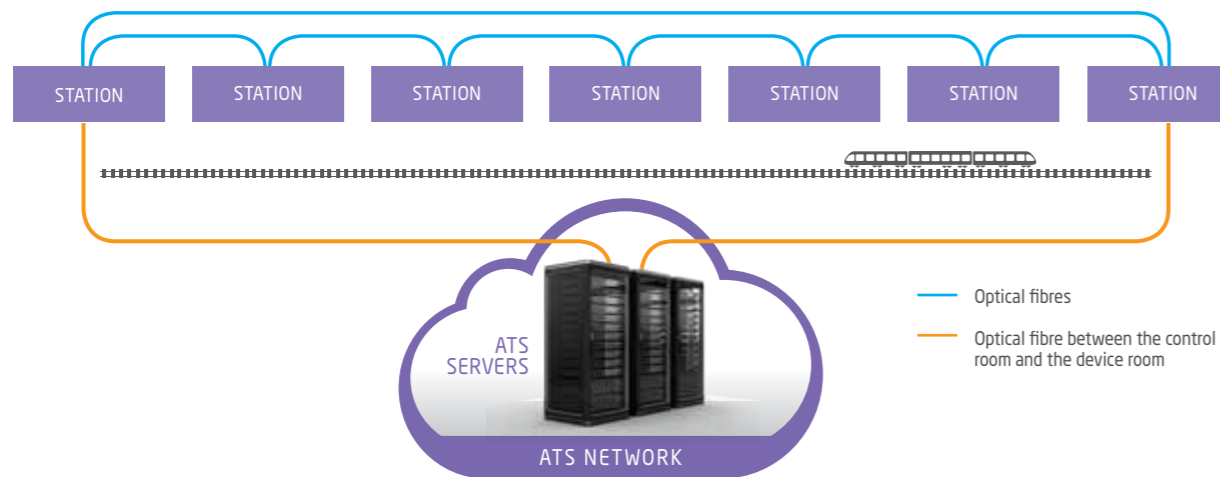 STATION
STATION
STATION
STATION
STATION
STATION
STATION
ATS
SERVERS
Optical fibres
Optical fibre between the control
room and the device room
ATS NETWORK